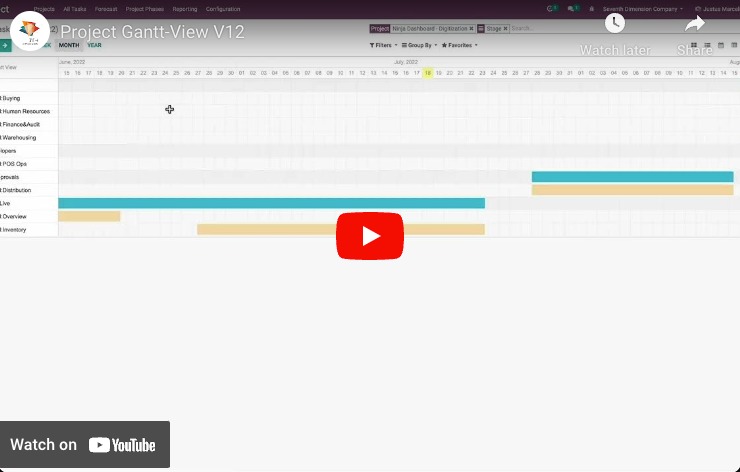 Projects All Tasks Forecast Project Phases Reporting Configuration Seventh Dimension Company Justus Marcel
Project Gantt-View V12
Project Ninja Dashboard - Digitization × Stage × Search...
Watch later Share
MONTH YEAR Filters Group By Favorites
June, 2022 July, 2022
15 16 17 18 19 20 21 22 23 24 25 26 27 28 29 30 01 02 03 04 05 06 07 08 09 10 11 12 13 14 15 16 17 18 19 20 21 22 23 24 25 26 27 28 29 30 31 01 02 03 04 05 06 07 08 09 10 11 12 13 14 15
Buying
Human Resources
Finance&Audit
Warehousing
POS Ops
Distribution
Live
Overview
Inventory
Watch on YouTube